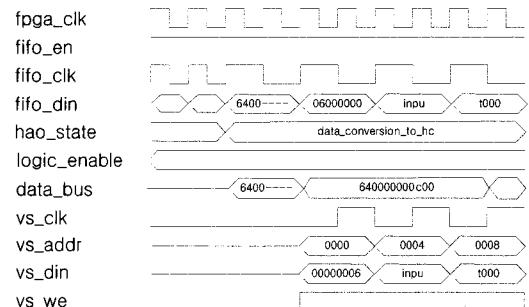 fpga_clk
fifo_en
fifo_clk
fifo_din 6400---- 06000000 inpu t000
hao_state data_conversion_to_hc
logic_enable
data_bus 6400---- 640000000c00
vs_clk
vs_addr 0000 0004 0008
vs_din 00000006 inpu t000
vs_we